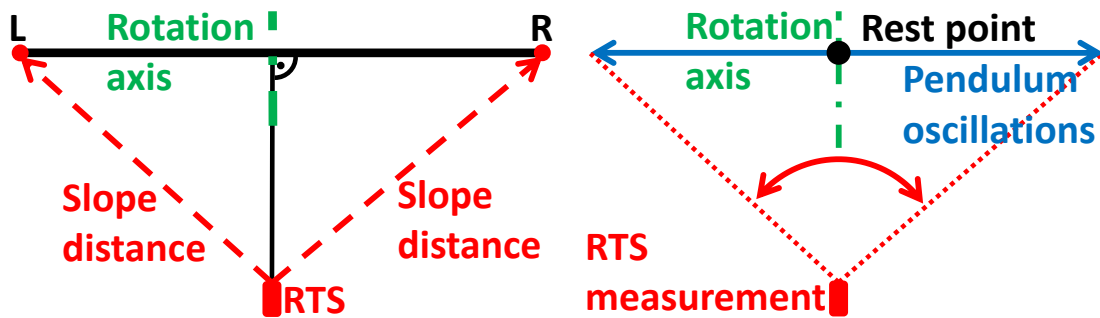 L
Rotation
axis
R
Slope
distance
Slope
distance
RTS
Rotation
axis
Rest point
Pendulum
oscillations
RTS
measurement